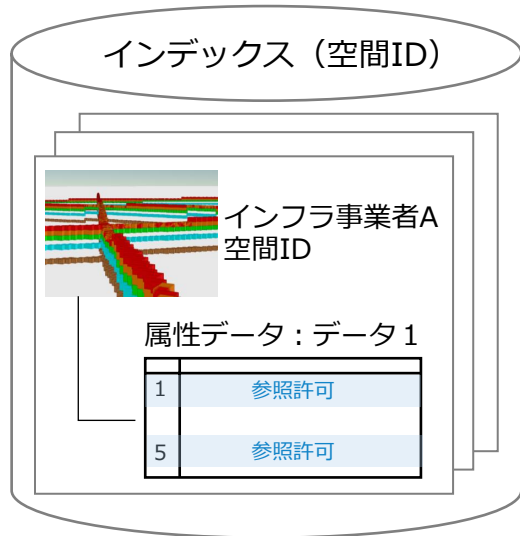 インデックス（空間ID）
インフラ事業者A
空間ID
属性データ：データ１
1 参照許可
5 参照許可